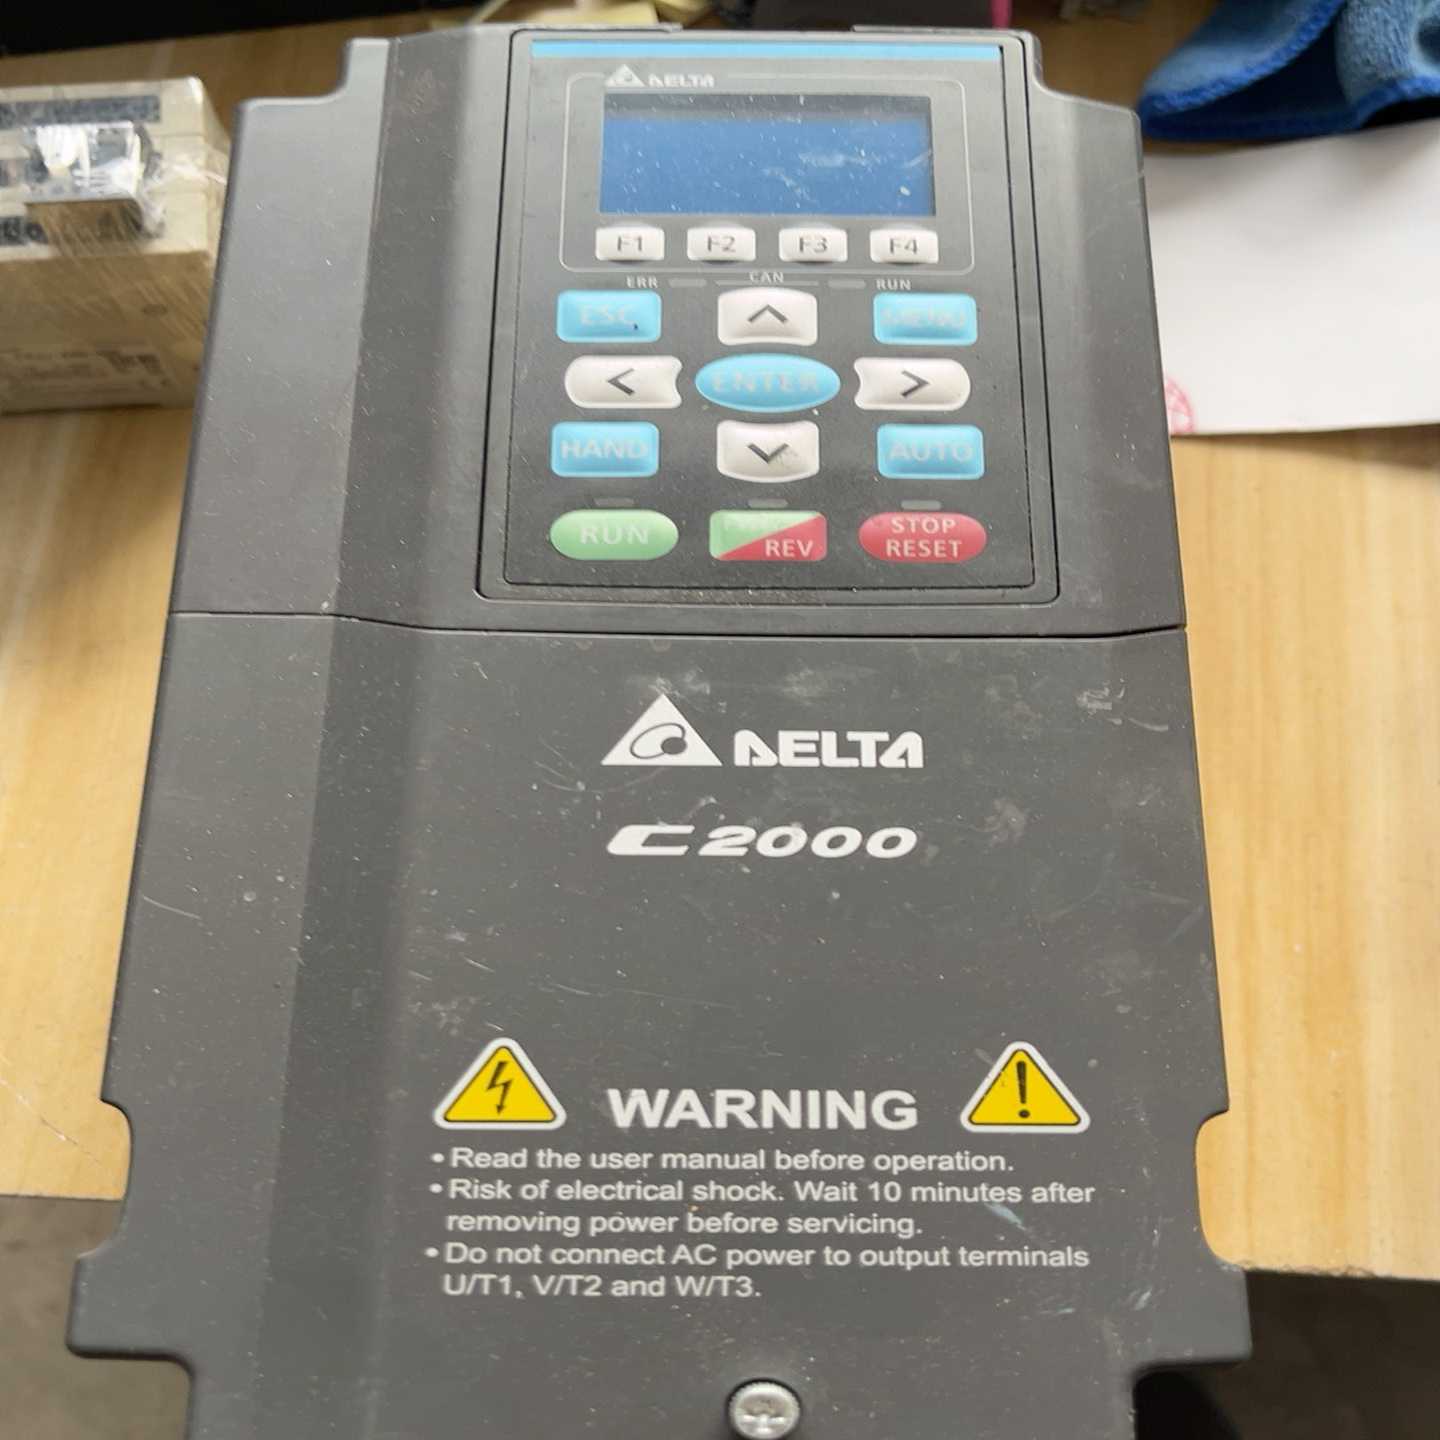 DELTA
F1 F2 F3 F4
ERR CAN RUN
ESC MENU
ENTER
HAND AUTO
RUN REV STOP
RESET
DELTA
C2000
WARNING
• Read the user manual before operation.
• Risk of electrical shock. Wait 10 minutes after
removing power before servicing.
• Do not connect AC power to output terminals
U/T1, V/T2 and W/T3.